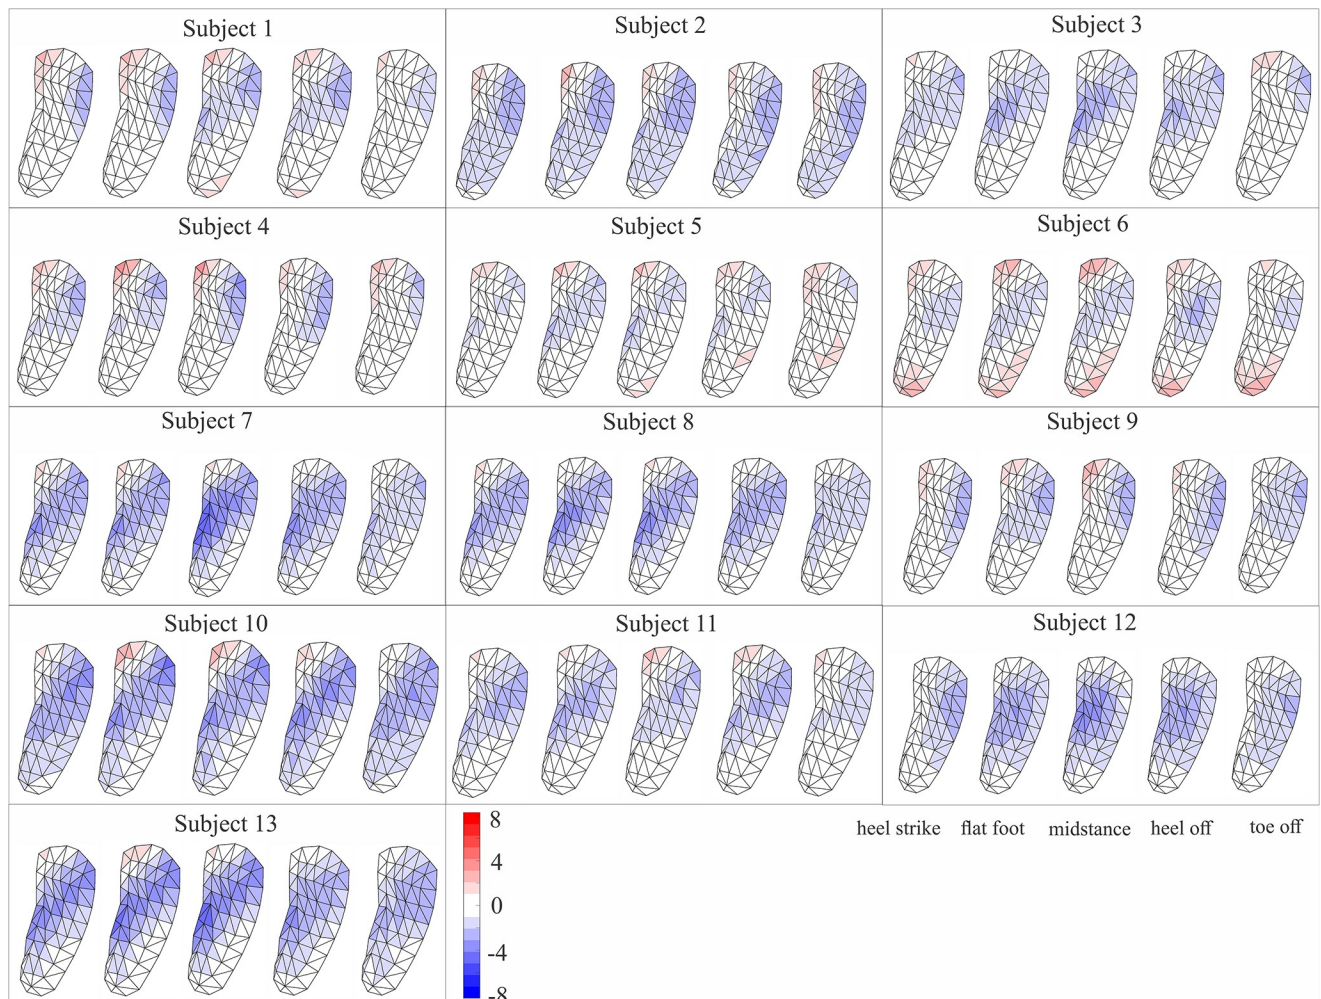 Subject 1
Subject 2
Subject 3
Subject 4
Subject 5
Subject 6
Subject 7
Subject 8
Subject 9
Subject 10
Subject 11
Subject 12
Subject 13
8
4
0
-4
-8
heel strike flat foot midstance heel off toe off